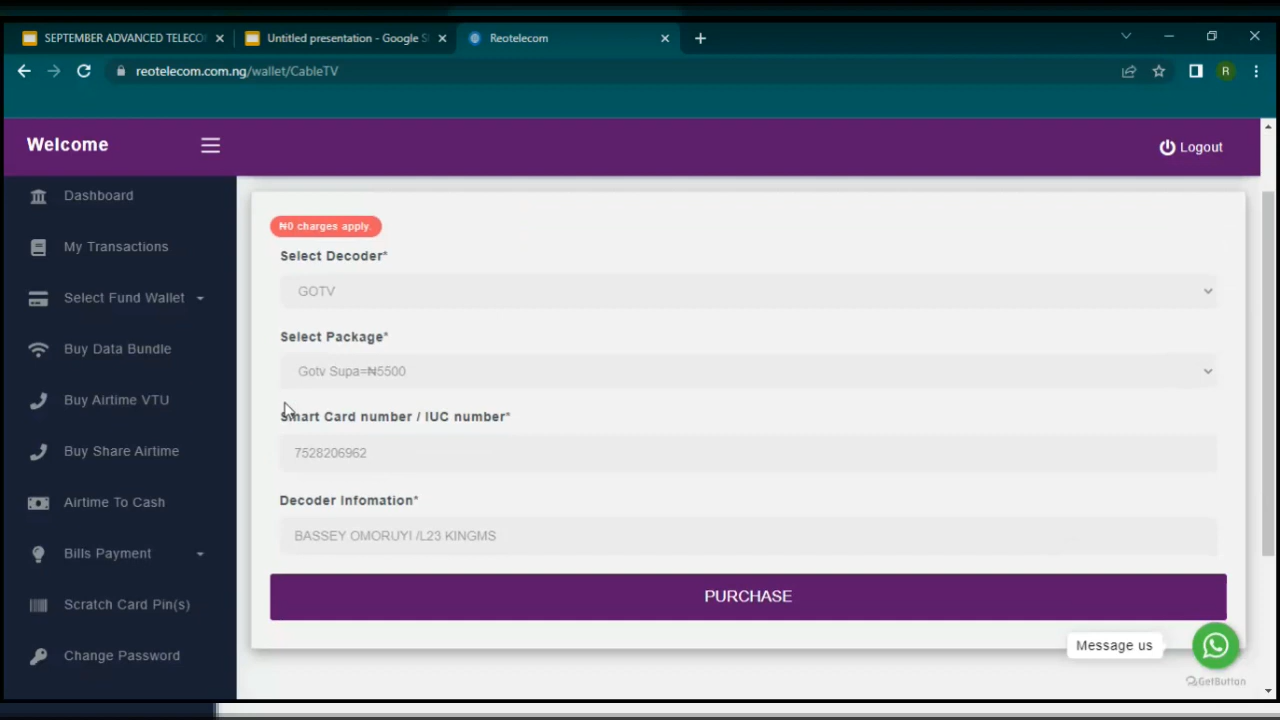 SEPTEMBER ADVANCED TELECO
Untitled presentation - Google S
Reotelecom
reotelecom.com.ng/wallet/CableTV
R
Welcome
Logout
Dashboard
My Transactions
Select Fund Wallet
Buy Data Bundle
Buy Airtime VTU
Buy Share Airtime
Airtime To Cash
Bills Payment
Scratch Card Pin(s)
Change Password
₦0 charges apply.
Select Decoder*
GOTV
Select Package*
Gotv Supa=₦5500
Smart Card number / IUC number*
7528206962
Decoder Infomation*
BASSEY OMORUYI /L23 KINGMS
PURCHASE
Message us
GetButton